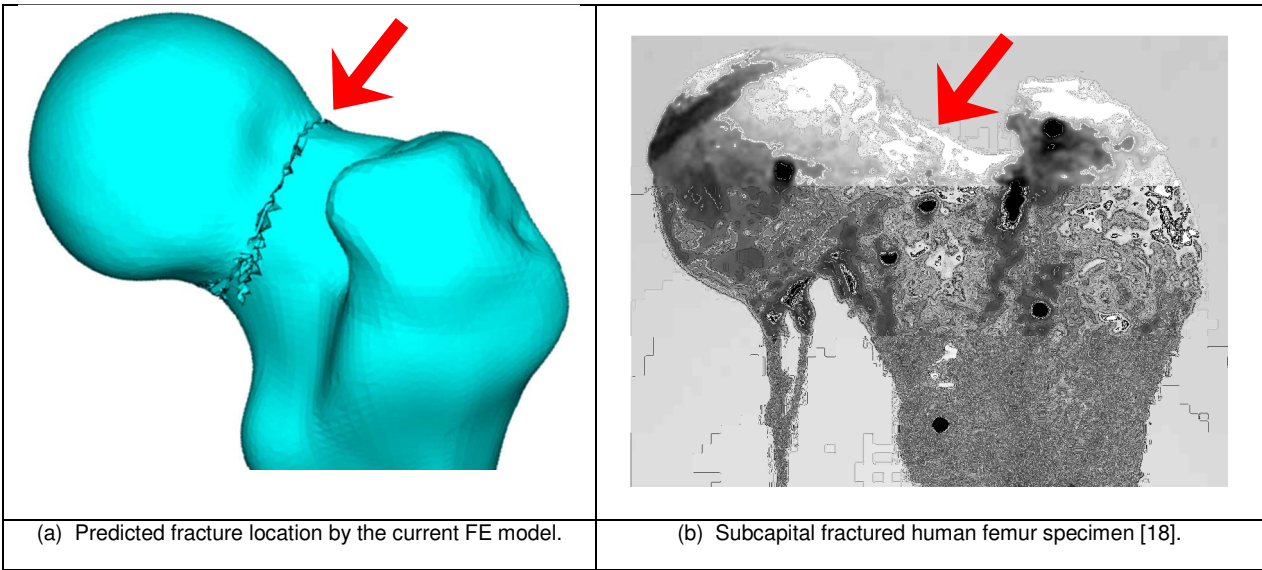 (a) Predicted fracture location by the current FE model.
(b) Subcapital fractured human femur specimen [18].